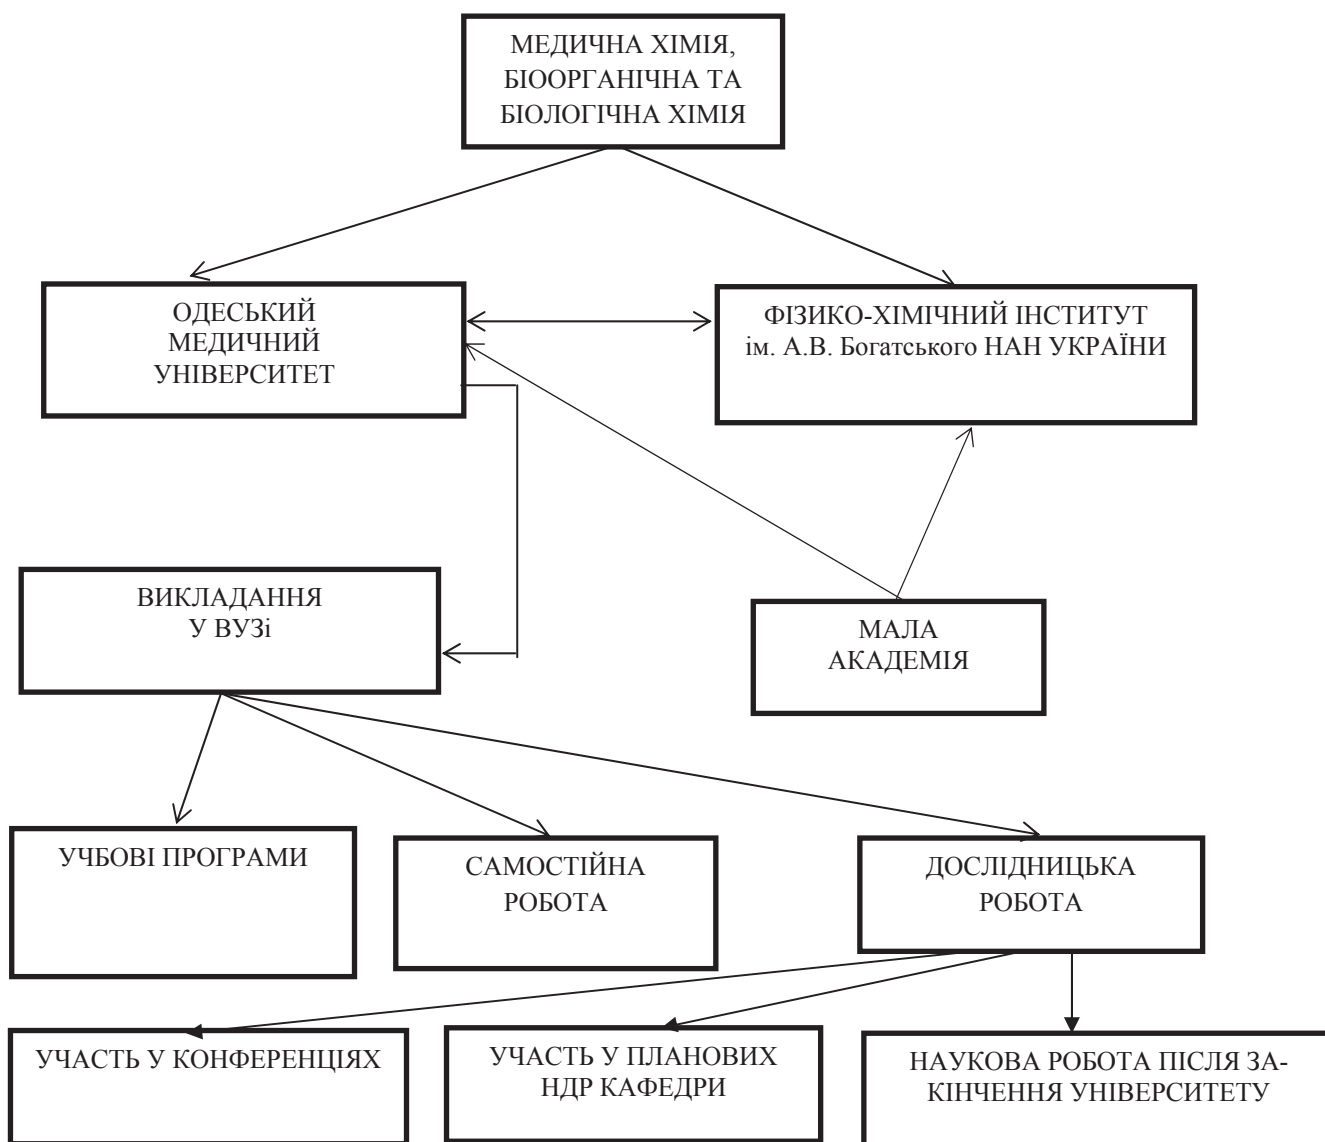 МЕДИЧНА ХІМІЯ,
БІООРГАНІЧНА ТА
БІОЛОГІЧНА ХІМІЯ
ОДЕСЬКИЙ
МЕДИЧНИЙ
УНІВЕРСИТЕТ
ФІЗИКО-ХІМІЧНИЙ ІНСТИТУТ
ім. А.В. Богатського НАН УКРАЇНИ
ВИКЛАДАННЯ
У ВУЗі
МАЛА
АКАДЕМІЯ
УЧБОВІ ПРОГРАМИ
САМОСТІЙНА
РОБОТА
ДОСЛІДНИЦЬКА
РОБОТА
УЧАСТЬ У КОНФЕРЕНЦІЯХ
УЧАСТЬ У ПЛАНОВИХ
НДР КАФЕДРИ
НАУКОВА РОБОТА ПІСЛЯ ЗА-
КІНЧЕННЯ УНІВЕРСИТЕТУ